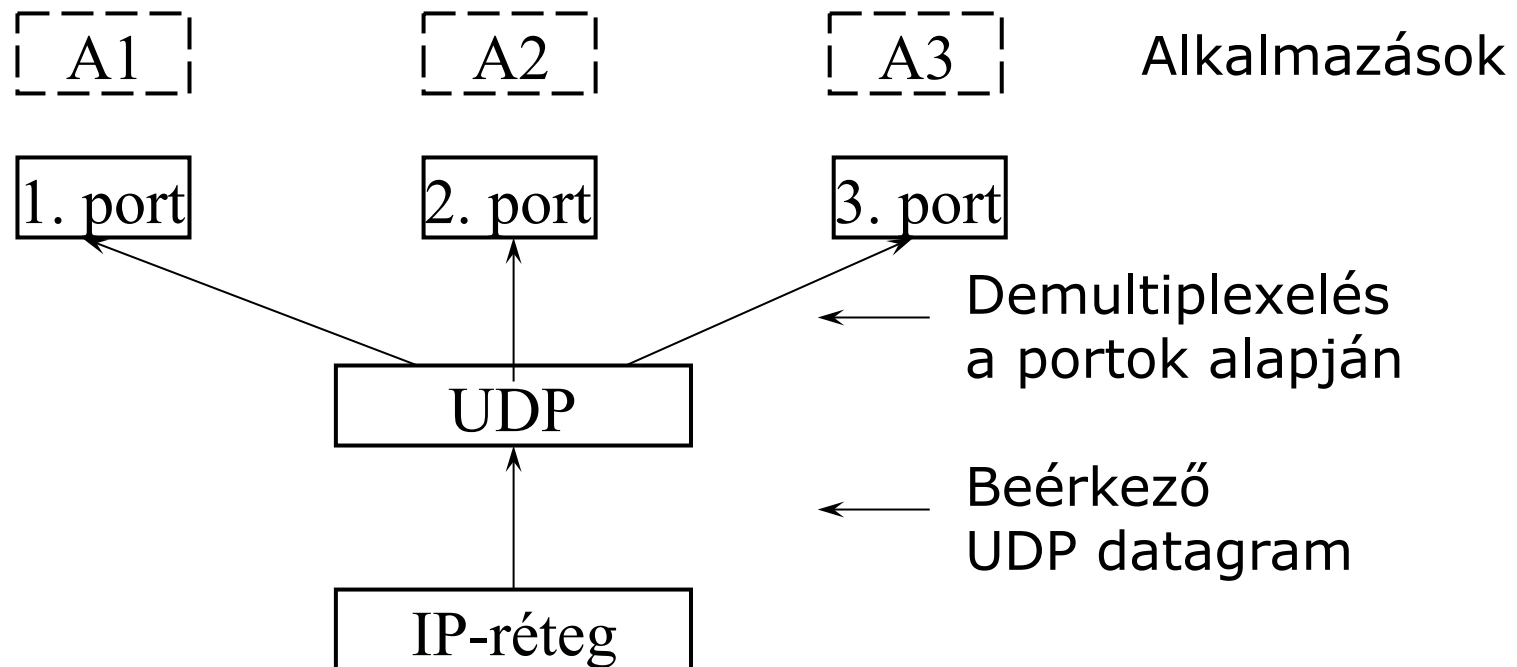 A1 A2 A3 Alkalmazások
1. port 2. port 3. port
Demultiplexelés
a portok alapján
UDP
Beérkező
UDP datagram
IP-réteg